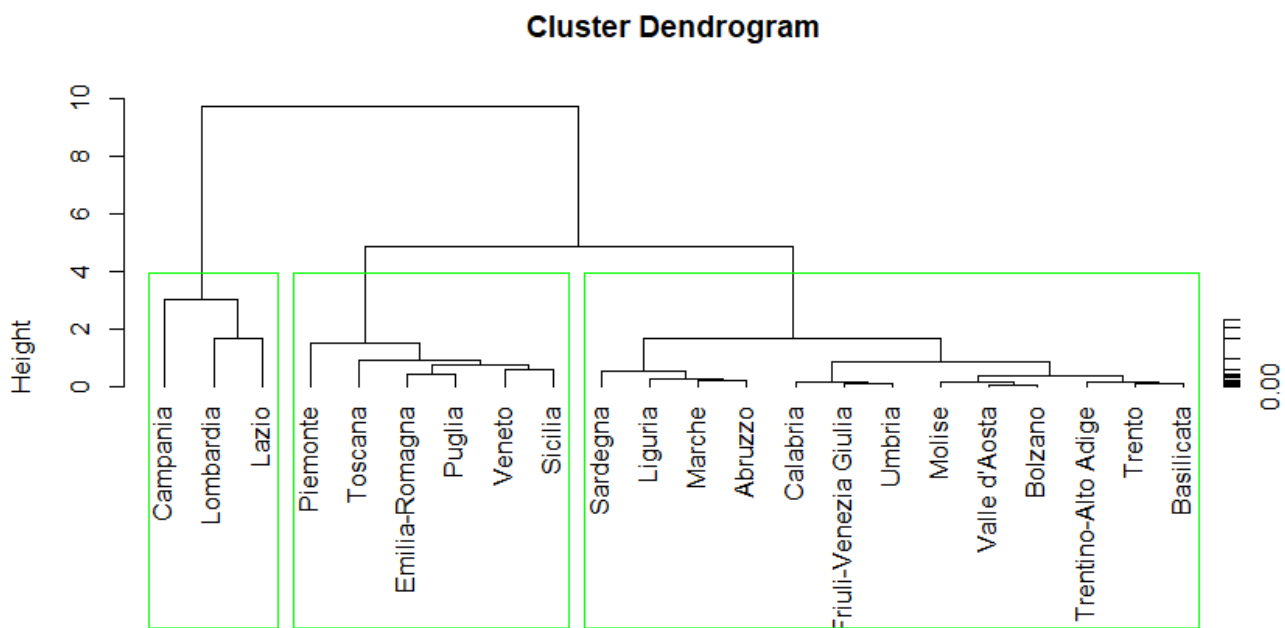 Cluster Dendrogram
Height
10
8
6
4
2
0
Campania
Lombardia
Lazio
Piemonte
Toscana
Emilia-Romagna
Puglia
Veneto
Sicilia
Sardegna
Liguria
Marche
Abruzzo
Calabria
Friuli-Venezia Giulia
Umbria
Molise
Valle d'Aosta
Bolzano
Trentino-Alto Adige
Trento
Basilicata
0.00